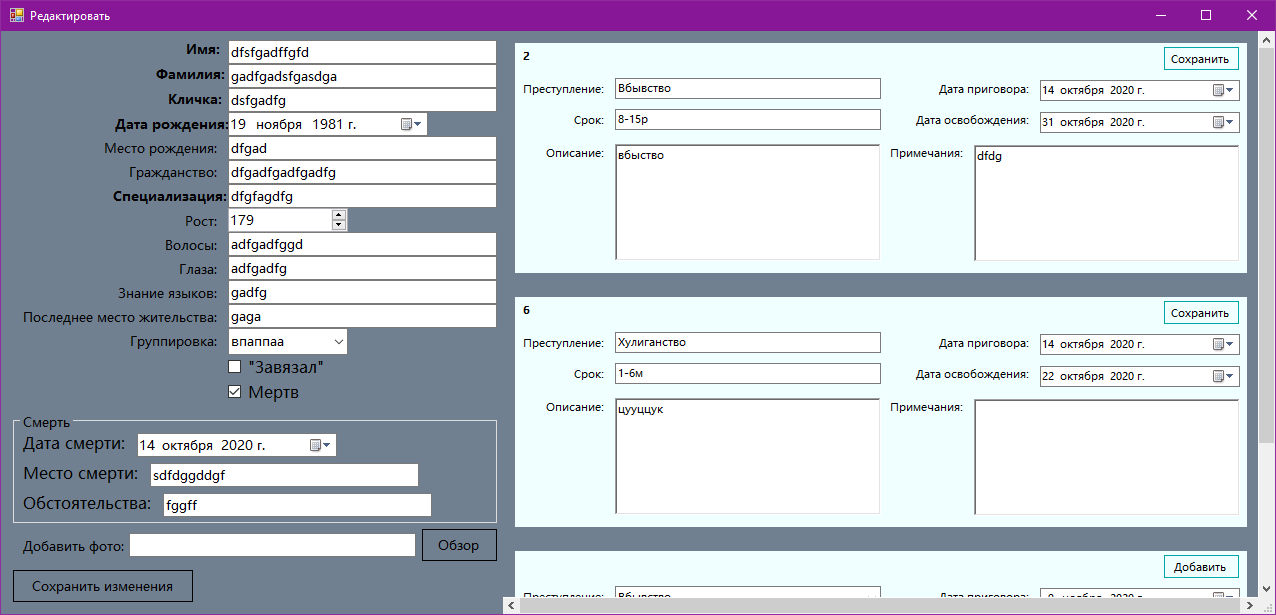 Редактировать
Имя: dfsfgadffgfd
Фамилия: gadfgadsfgasdga
Кличка: dsfgadfg
Дата рождения: 19 ноября 1981 г.
Место рождения: dfgad
Гражданство: dfgadfgadfgadfg
Специализация: dfgfagdfg
Рост: 179
Волосы: adfgadfggd
Глаза: adfgadfg
Знание языков: gadfg
Последнее место жительства: gaga
Группировка: впаппаа
"Завязал"
Мертв
Смерть
Дата смерти: 14 октября 2020 г.
Место смерти: sdfdggddgf
Обстоятельства: fggff
Добавить фото: Обзор
Сохранить изменения
2 Сохранить
Преступление: Вбывство Дата приговора: 14 октября 2020 г.
Срок: 8-15р Дата освобождения: 31 октября 2020 г.
Описание: вбыство Примечания: dfdg
6 Сохранить
Преступление: Хулиганство Дата приговора: 14 октября 2020 г.
Срок: 1-6м Дата освобождения: 22 октября 2020 г.
Описание: цууццук Примечания:
Добавить
Преступление: Вбывство Дата приговора: октября 2020 г.